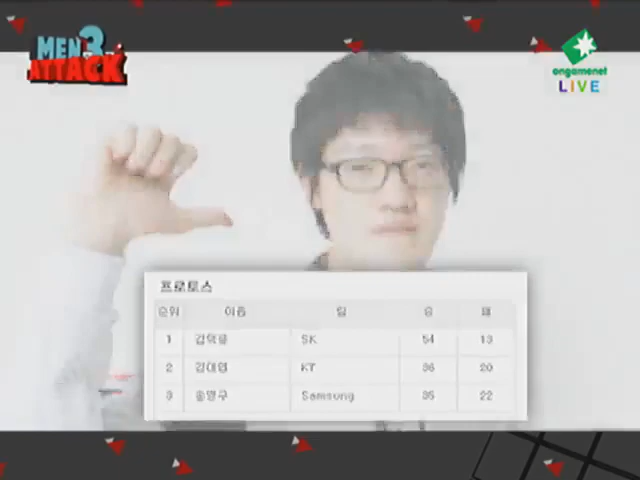 MEN 3
ATTACK
ongamenet
LIVE
프로토스
순위 이름 팀 승 패
1 김택용 SK 54 13
2 김대엽 KT 36 20
3 송병구 Samsung 35 22